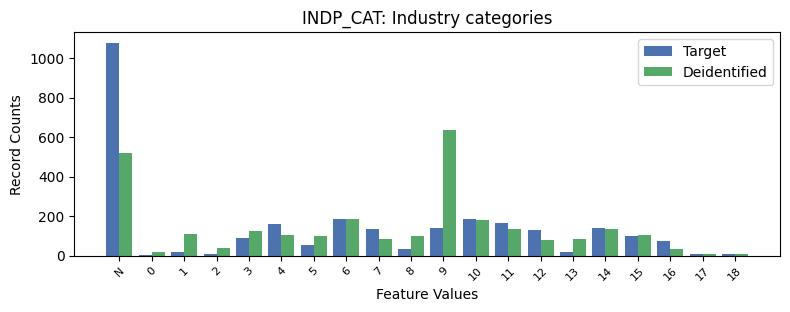 INDP_CAT: Industry categories
Target
Deidentified
Record Counts
1000
800
600
400
200
0
N 0 1 2 3 4 5 6 7 8 9 10 11 12 13 14 15 16 17 18
Feature Values